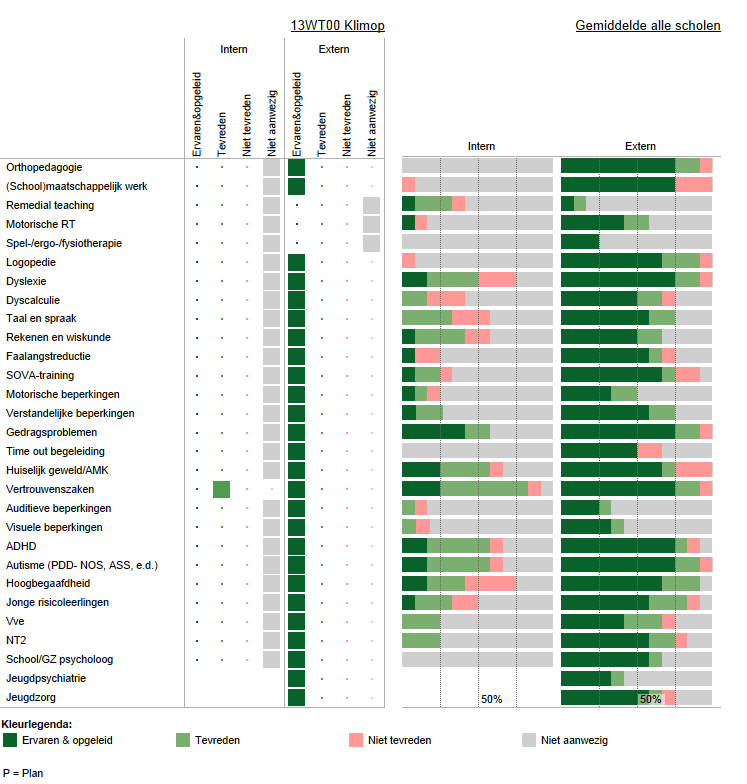 13WT00 Klimop
Gemiddelde alle scholen
Intern
Extern
Ervaren&opgeleid
Tevreden
Niet tevreden
Niet aanwezig
Ervaren&opgeleid
Tevreden
Niet tevreden
Niet aanwezig
Intern
Extern
Orthopedagogie
(School)maatschappelijk werk
Remedial teaching
Motorische RT
Spel-/ergo-/fysiotherapie
Logopedie
Dyslexie
Dyscalculie
Taal en spraak
Rekenen en wiskunde
Faalangstreductie
SOVA-training
Motorische beperkingen
Verstandelijke beperkingen
Gedragsproblemen
Time out begeleiding
Huiselijk geweld/AMK
Vertrouwenszaken
Auditieve beperkingen
Visuele beperkingen
ADHD
Autisme (PDD- NOS, ASS, e.d.)
Hoogbegaafdheid
Jonge risicoleerlingen
Vve
NT2
School/GZ psycholoog
Jeugdpsychiatrie
Jeugdzorg
50%
50%
Kleurlegenda:
Ervaren & opgeleid
Tevreden
Niet tevreden
Niet aanwezig
P = Plan